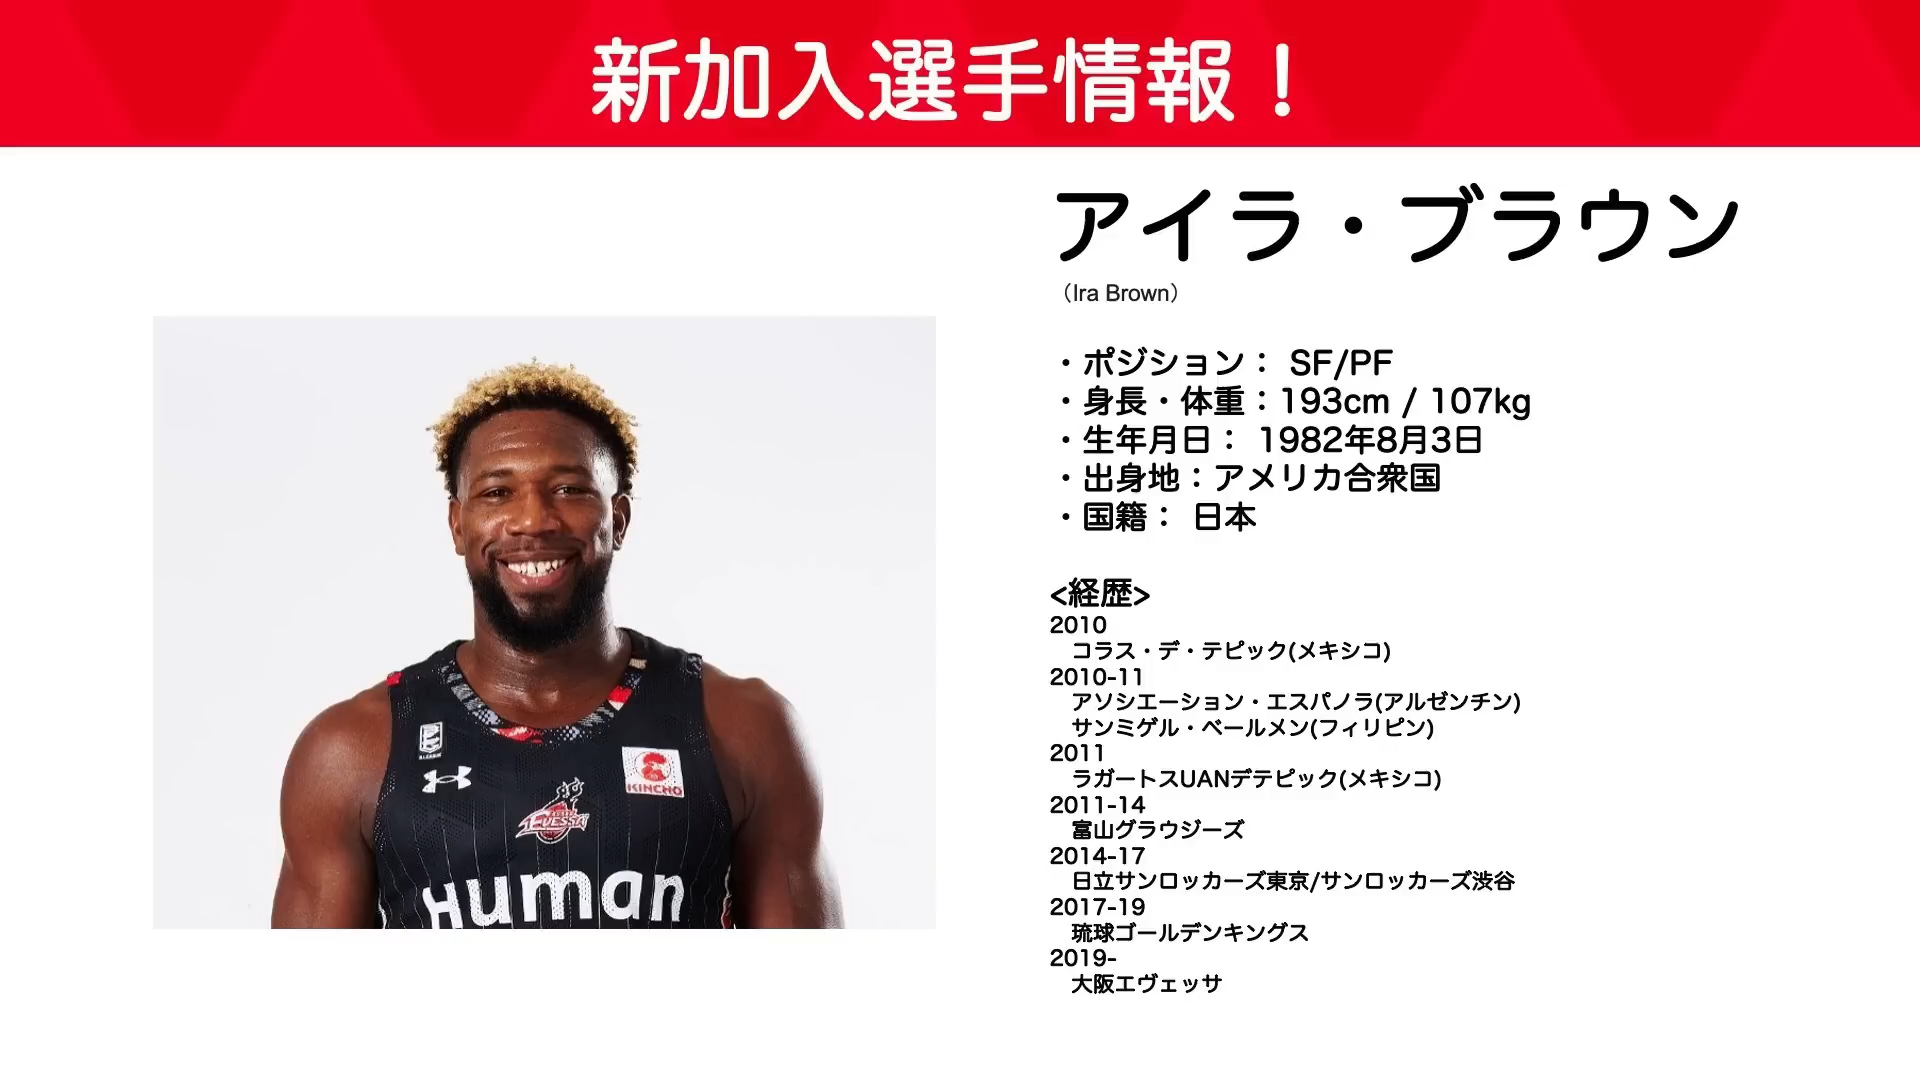 新加入選手情報！
アイラ・ブラウン
（Ira Brown）
・ポジション： SF/PF
・身長・体重：193cm / 107kg
・生年月日： 1982年8月3日
・出身地：アメリカ合衆国
・国籍： 日本
<経歴>
2010
コラス・デ・テピック(メキシコ)
2010-11
アソシエーション・エスパノラ(アルゼンチン)
サンミゲル・ベールメン(フィリピン)
2011
ラガートスUANデテピック(メキシコ)
2011-14
富山グラウジーズ
2014-17
日立サンロッカーズ東京/サンロッカーズ渋谷
2017-19
琉球ゴールデンキングス
2019-
大阪エヴェッサ
KINCHO
EVESSA
Human